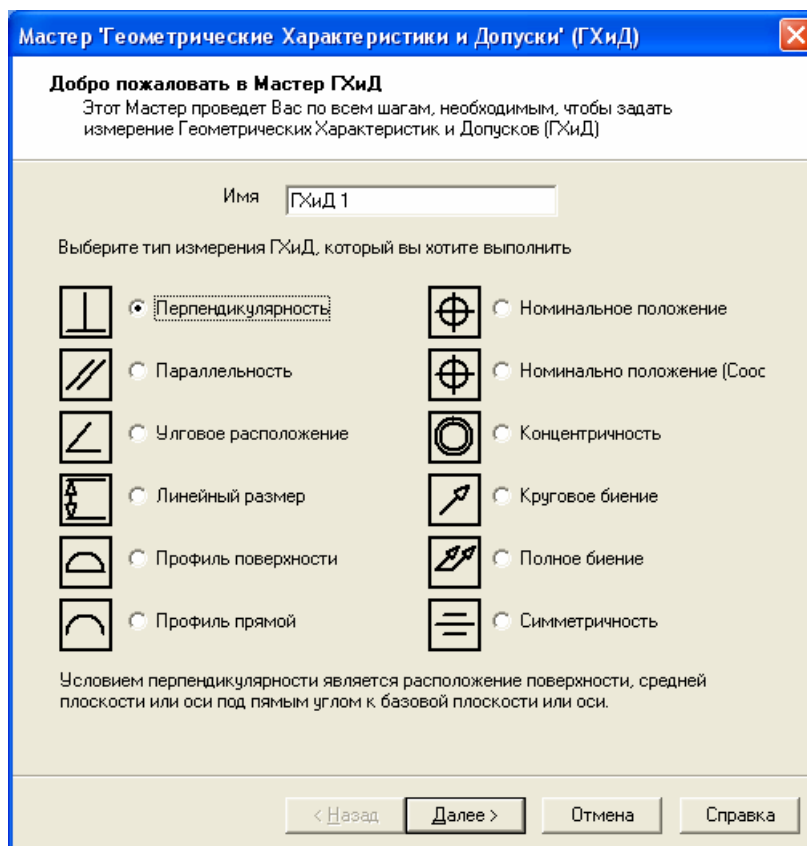 Мастер 'Геометрические Характеристики и Допуски' (ГХиД)
Добро пожаловать в Мастер ГХиД
Этот Мастер проведет Вас по всем шагам, необходимым, чтобы задать
измерение Геометрических Характеристик и Допусков (ГХиД)
Имя ГХиД 1
Выберите тип измерения ГХиД, который вы хотите выполнить
Перпендикулярность
Параллельность
Улговое расположение
Линейный размер
Профиль поверхности
Профиль прямой
Номинальное положение
Номинально положение (Соос
Концентричность
Круговое биение
Полное биение
Симметричность
Условием перпендикулярности является расположение поверхности, средней
плоскости или оси под пямым углом к базовой плоскости или оси.
< Назад Далее > Отмена Справка